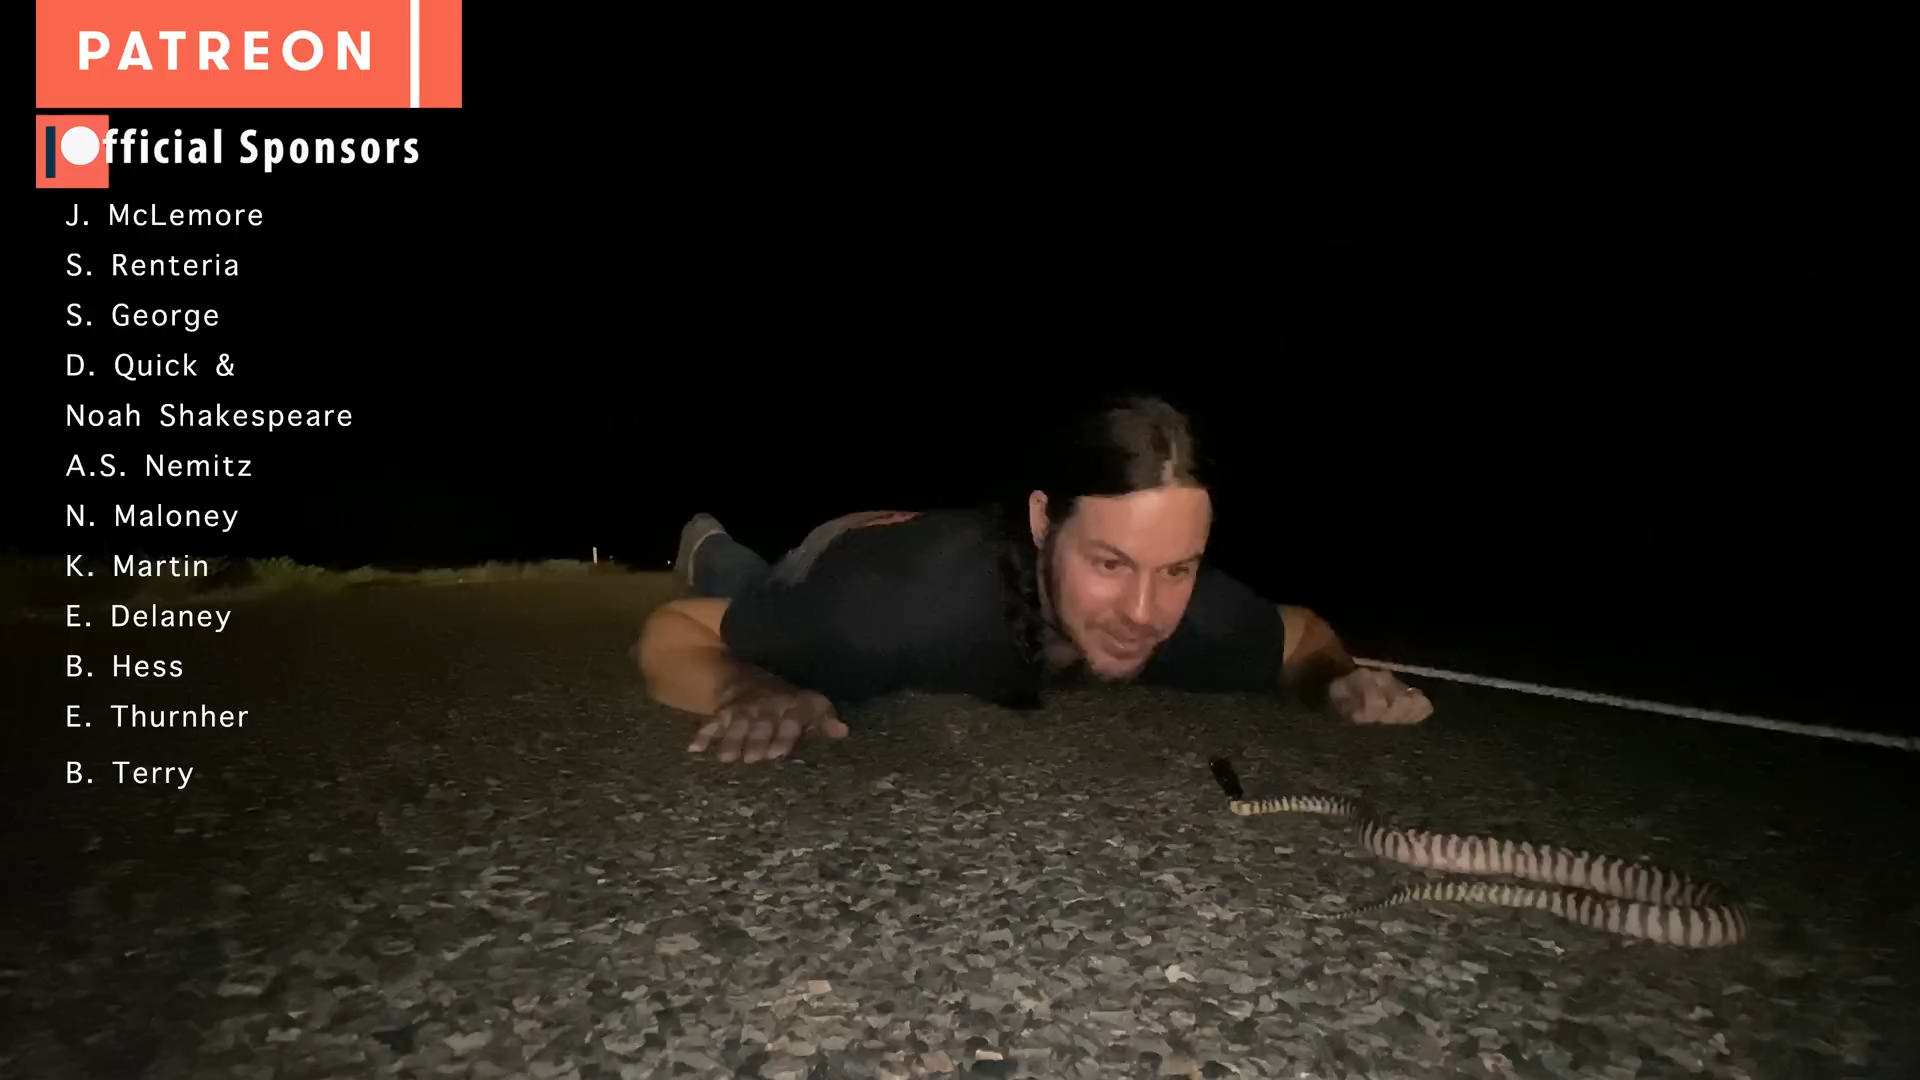 PATREON
Official Sponsors
J. McLemore
S. Renteria
S. George
D. Quick &
Noah Shakespeare
A.S. Nemitz
N. Maloney
K. Martin
E. Delaney
B. Hess
E. Thurnher
B. Terry